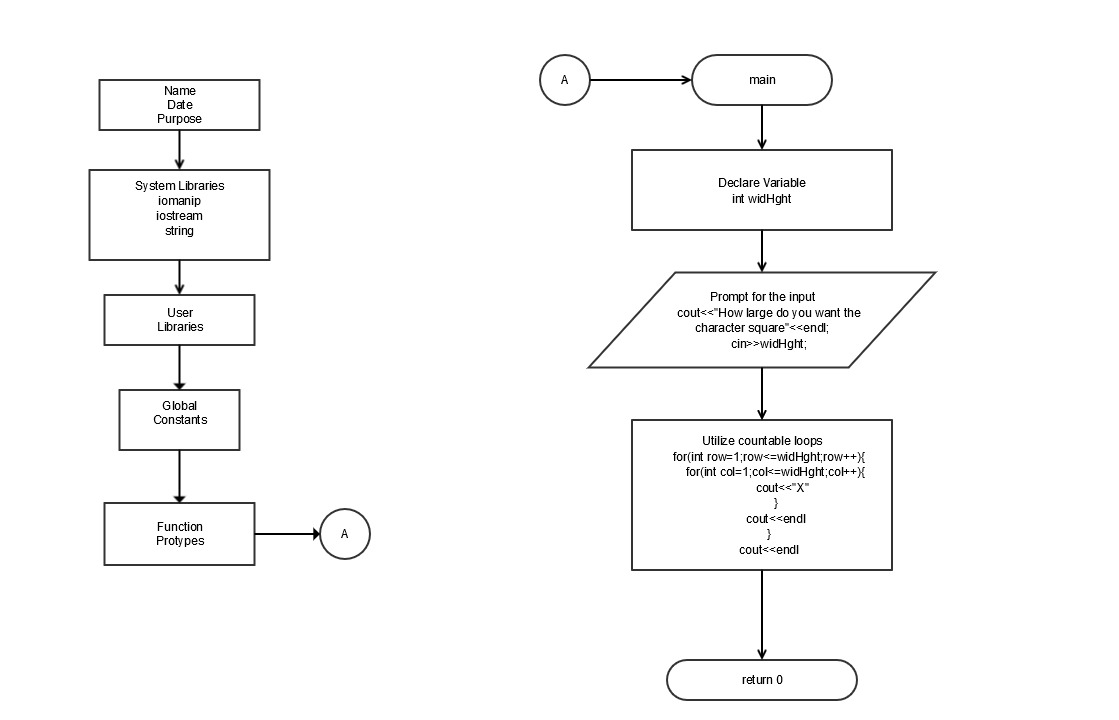 Name
Date
Purpose
System Libraries
iomanip
iostream
string
User
Libraries
Global
Constants
Function
Protypes
A
A
main
Declare Variable
int widHght
Prompt for the input
cout<<"How large do you want the
character square"<<endl;
cin>>widHght;
Utilize countable loops
for(int row=1;row<=widHght;row++){
for(int col=1;col<=widHght;col++){
cout<<"X"
}
cout<<endl
}
cout<<endl
return 0